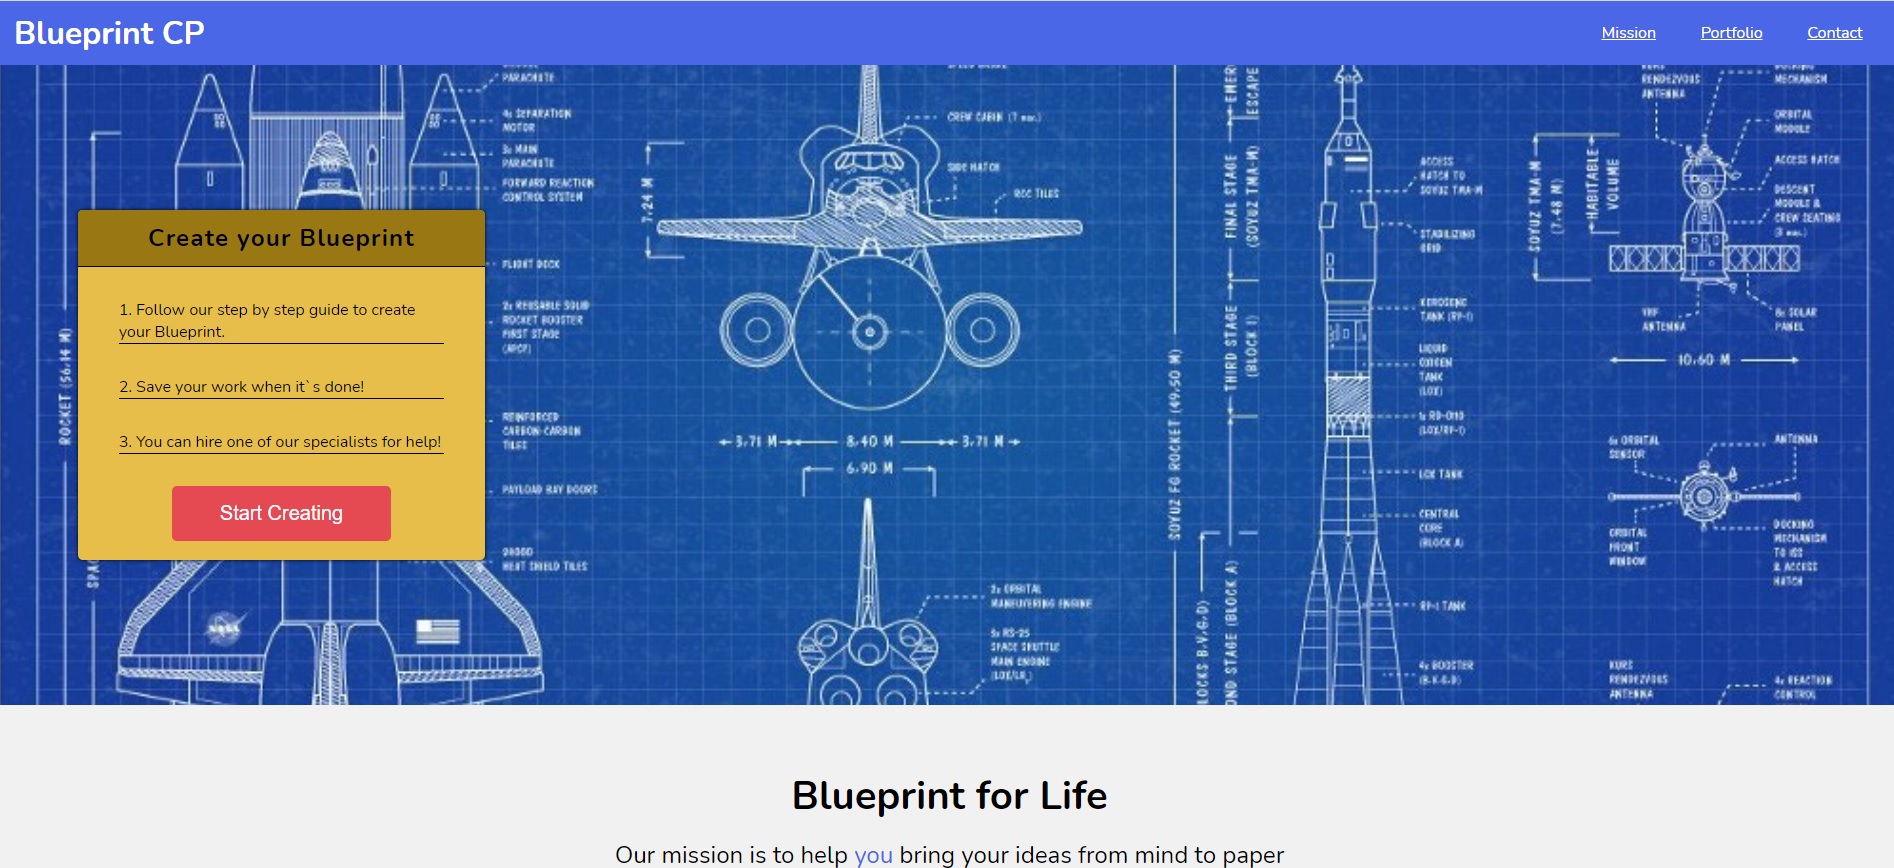 Blueprint CP
Mission
Portfolio
Contact
PARACHUTE
4x SEPARATION
MOTOR
3x MAIN
PARACHUTE
FORWARD REACTION
CONTROL SYSTEM
Create your Blueprint
1. Follow our step by step guide to create
your Blueprint.
2. Save your work when it`s done!
3. You can hire one of our specialists for help!
Start Creating
FLIGHT DECK
2x REUSABLE SOLID
ROCKET BOOSTER
FIRST STAGE
REINFORCED
CARBON-CARBON
TILES
PAYLOAD BAY DOORS
HEAT SHIELD TILES
ROCKET (56.14 M)
NASA
CREW CABIN (7 max.)
SIDE HATCH
RCC TILES
7.24 M
3.71 M
8.40 M
3.71 M
6.90 M
2x ORBITAL
MANEUVERING ENGINE
3x RS-25
SPACE SHUTTLE
MAIN ENGINE
SOYUZ FG ROCKET (49.50 M)
ESCAPE
FINAL STAGE
(SOYUZ TMA-M)
THIRD STAGE
(BLOCK I)
ACCESS
HATCH TO
SOYUZ TMA-M
STABILIZING
GRID
KEROSENE
TANK (RP-1)
LIQUID
OXYGEN
TANK
(LOX)
1x RD-0110
(LOX/RP-1)
LOX TANK
CENTRAL
CORE
(BLOCK A)
RP-1 TANK
4x BOOSTER
(B.V.G.D)
RENDEZVOUS
ANTENNA
MECHANISM
ORBITAL
MODULE
ACCESS HATCH
DESCENT
MODULE &
CREW SEATING
(3 max.)
SOYUZ TMA-M
(7.48 M)
HABITABLE
VOLUME
VHF
ANTENNA
8x SOLAR
PANEL
10.60 M
ORBITAL
SENSOR
ANTENNA
ORBITAL
FRONT
WINDOW
DOCKING
MECHANISM
TO ISS
& ACCESS
HATCH
KURS
RENDEZVOUS
ANTENNA
4x REACTION
CONTROL
Blueprint for Life
Our mission is to help you bring your ideas from mind to paper